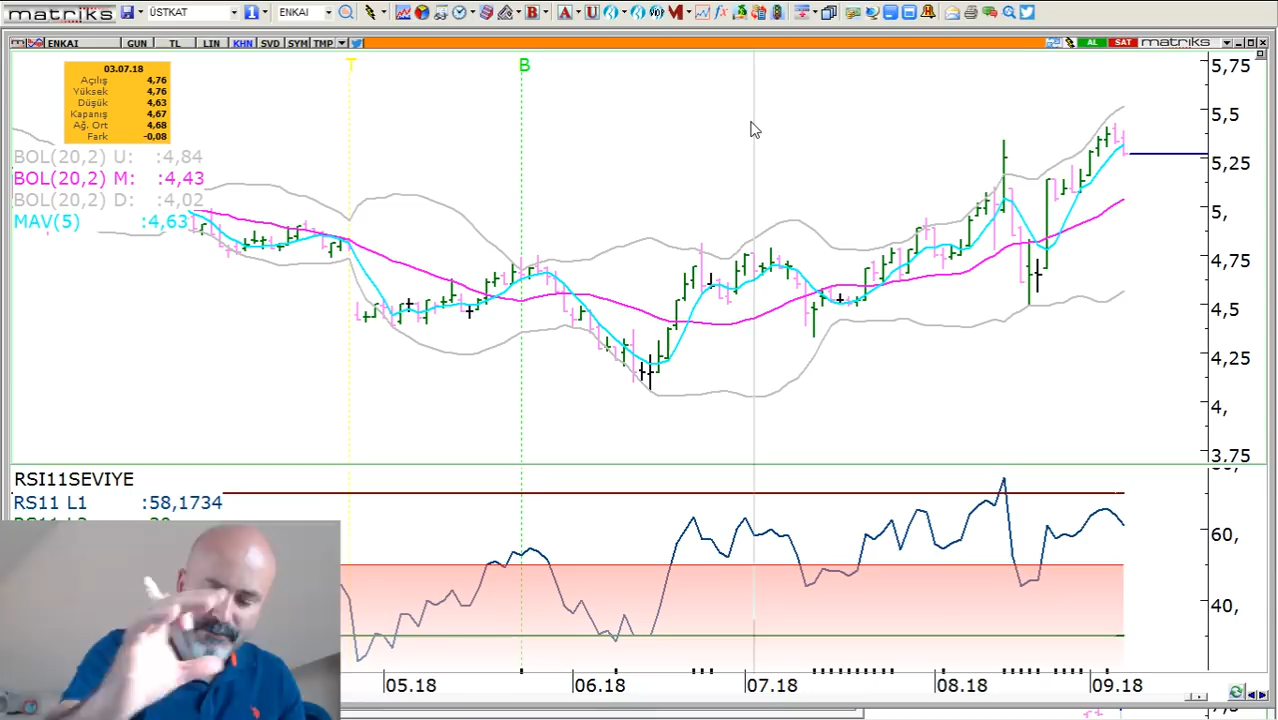 matriks ÜSTKAT ENKAI
ENKAI GUN TL LIN KHN SVD SYM TMP AL SAT matriks
T B
03.07.18
Açılış 4,76
Yüksek 4,76
Düşük 4,63
Kapanış 4,67
Ağ. Ort 4,68
Fark -0,08
BOL(20,2) U: :4,84
BOL(20,2) M: :4,43
BOL(20,2) D: :4,02
MAV(5) :4,63
5,75
5,5
5,25
5,
4,75
4,5
4,25
4,
3,75
RSI11SEVIYE
RS11 L1 :58,1734
60,
40,
05.18 06.18 07.18 08.18 09.18